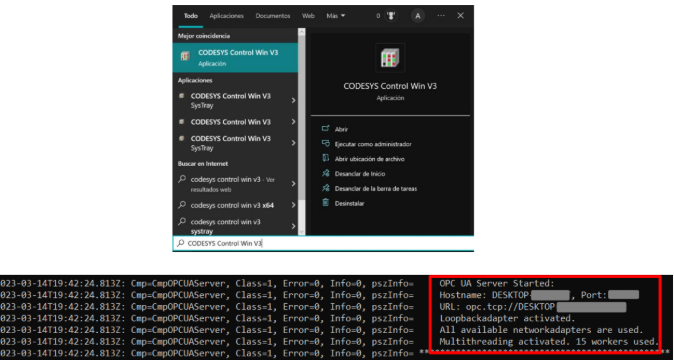 Todo Aplicaciones Documentos Web Más 0 A ... ×
Mejor coincidencia
CODESYS Control Win V3
Aplicación
Aplicaciones
CODESYS Control Win V3
SysTray
CODESYS Control Win V3
CODESYS Control Win V3
SysTray
Buscar en Internet
codesys control win v3 - Ver
resultados web
codesys control win v3 x64
codesys control win v3
systray
CODESYS Control Win V3
CODESYS Control Win V3
Aplicación
Abrir
Ejecutar como administrador
Abrir ubicación de archivo
Desanclar de Inicio
Desanclar de la barra de tareas
Desinstalar
023-03-14T19:42:24.813Z: Cmp=CmpOPCUAServer, Class=1, Error=0, Info=0, pszInfo= OPC UA Server Started:
023-03-14T19:42:24.813Z: Cmp=CmpOPCUAServer, Class=1, Error=0, Info=0, pszInfo= Hostname: DESKTOP- , Port:
023-03-14T19:42:24.813Z: Cmp=CmpOPCUAServer, Class=1, Error=0, Info=0, pszInfo= URL: opc.tcp://DESKTOP
023-03-14T19:42:24.813Z: Cmp=CmpOPCUAServer, Class=1, Error=0, Info=0, pszInfo= Loopbackadapter activated.
023-03-14T19:42:24.813Z: Cmp=CmpOPCUAServer, Class=1, Error=0, Info=0, pszInfo= All available networkadapters are used.
023-03-14T19:42:24.813Z: Cmp=CmpOPCUAServer, Class=1, Error=0, Info=0, pszInfo= Multithreading activated. 15 workers used.
023-03-14T19:42:24.813Z: Cmp=CmpOPCUAServer, Class=1, Error=0, Info=0, pszInfo= **********************************************